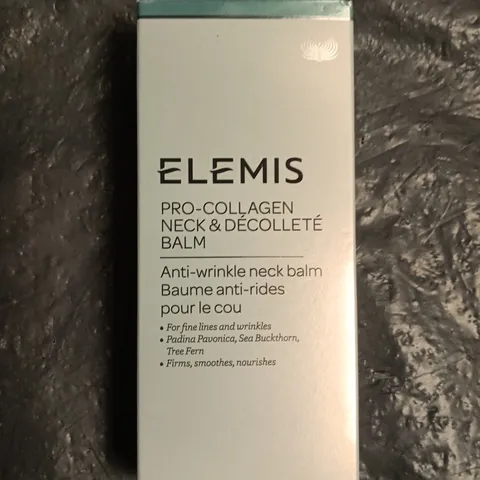 ELEMIS
PRO-COLLAGEN
NECK & DÉCOLLETÉ
BALM
Anti-wrinkle neck balm
Baume anti-rides
pour le cou
• For fine lines and wrinkles
• Padina Pavonica, Sea Buckthorn,
Tree Fern
• Firms, smoothes, nourishes